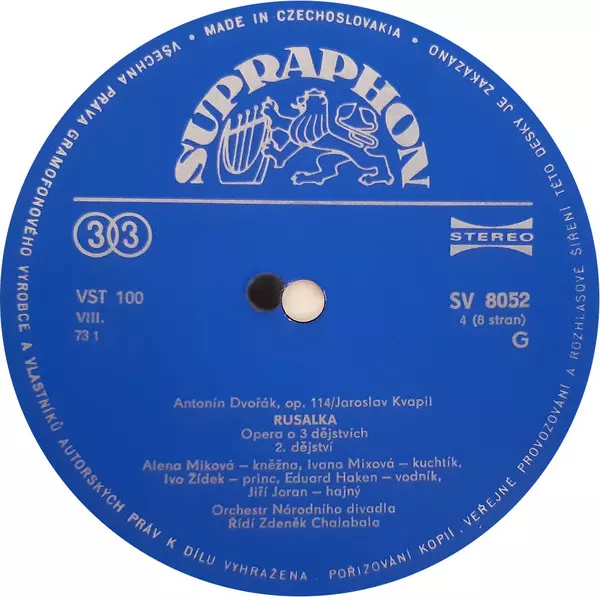 MADE IN CZECHOSLOVAKIA
VŠECHNA PRÁVA GRAMOFONOVÉHO VÝROBCE A VLASTNÍKŮ AUTORSKÝCH PRÁV K DÍLU VYHRAŽENA. POŘIZOVÁNÍ KOPIÍ, VEŘEJNÉ PROVOZOVÁNÍ A ROZHLASOVÉ ŠÍŘENÍ TÉTO DESKY JE ZAKÁZÁNO
SUPRAPHON
33
STEREO
VST 100
SV 8052
VIII.
4 (8 stran)
73 1
G
Antonín Dvořák, op. 114/Jaroslav Kvapil
RUSALKA
Opera o 3 dějstvích
2. dějství
Alena Miková – kněžna, Ivana Mixová – kuchtík,
Ivo Žídek – princ, Eduard Haken – vodník,
Jiří Joran – hajný
Orchestr Národního divadla
Řídí Zdeněk Chalabala